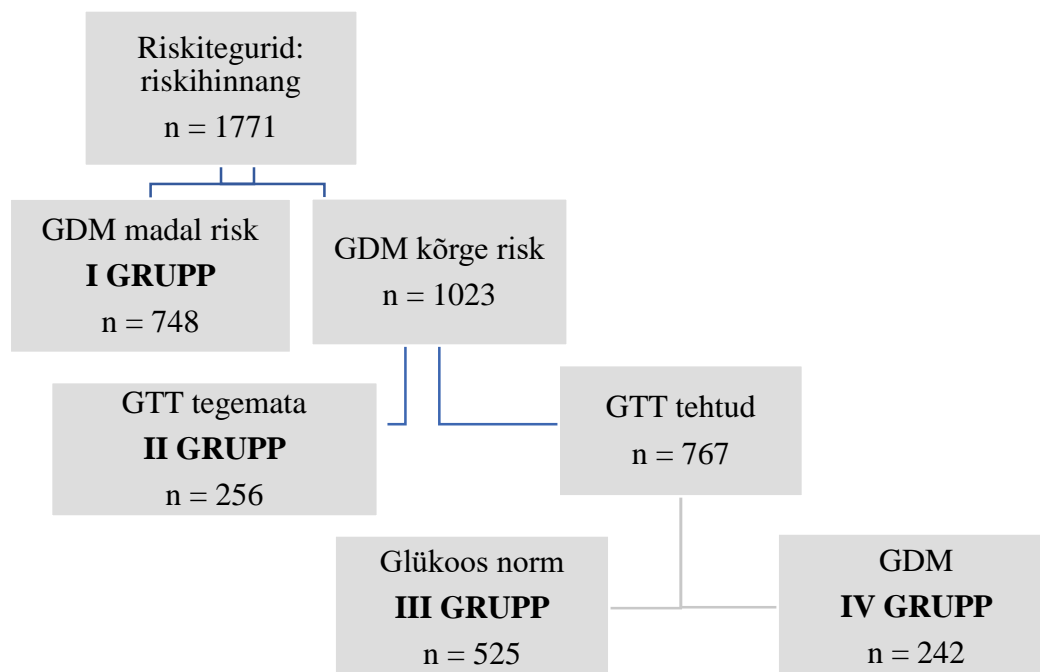 Riskitegurid:
riskihinnang
n = 1771
GDM madal risk
I GRUPP
n = 748
GDM kõrge risk
n = 1023
GTT tegemata
II GRUPP
n = 256
GTT tehtud
n = 767
Glükoos norm
III GRUPP
n = 525
GDM
IV GRUPP
n = 242